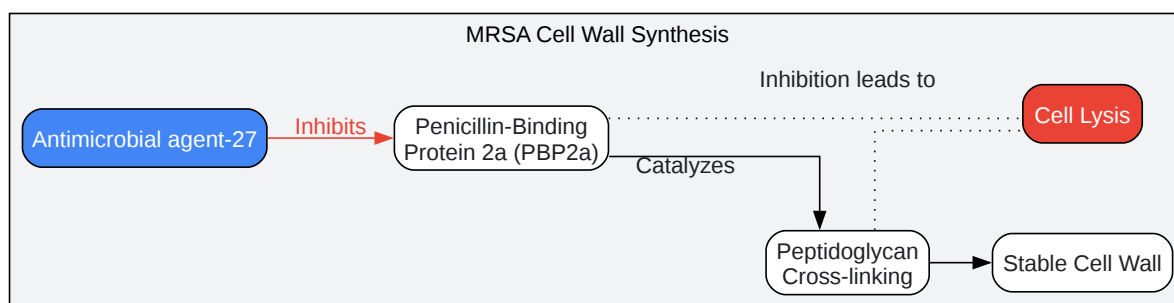 MRSA Cell Wall Synthesis
Inhibition leads to
Antimicrobial agent-27
Inhibits
Penicillin-Binding
Protein 2a (PBP2a)
Cell Lysis
Catalyzes
Peptidoglycan
Cross-linking
Stable Cell Wall